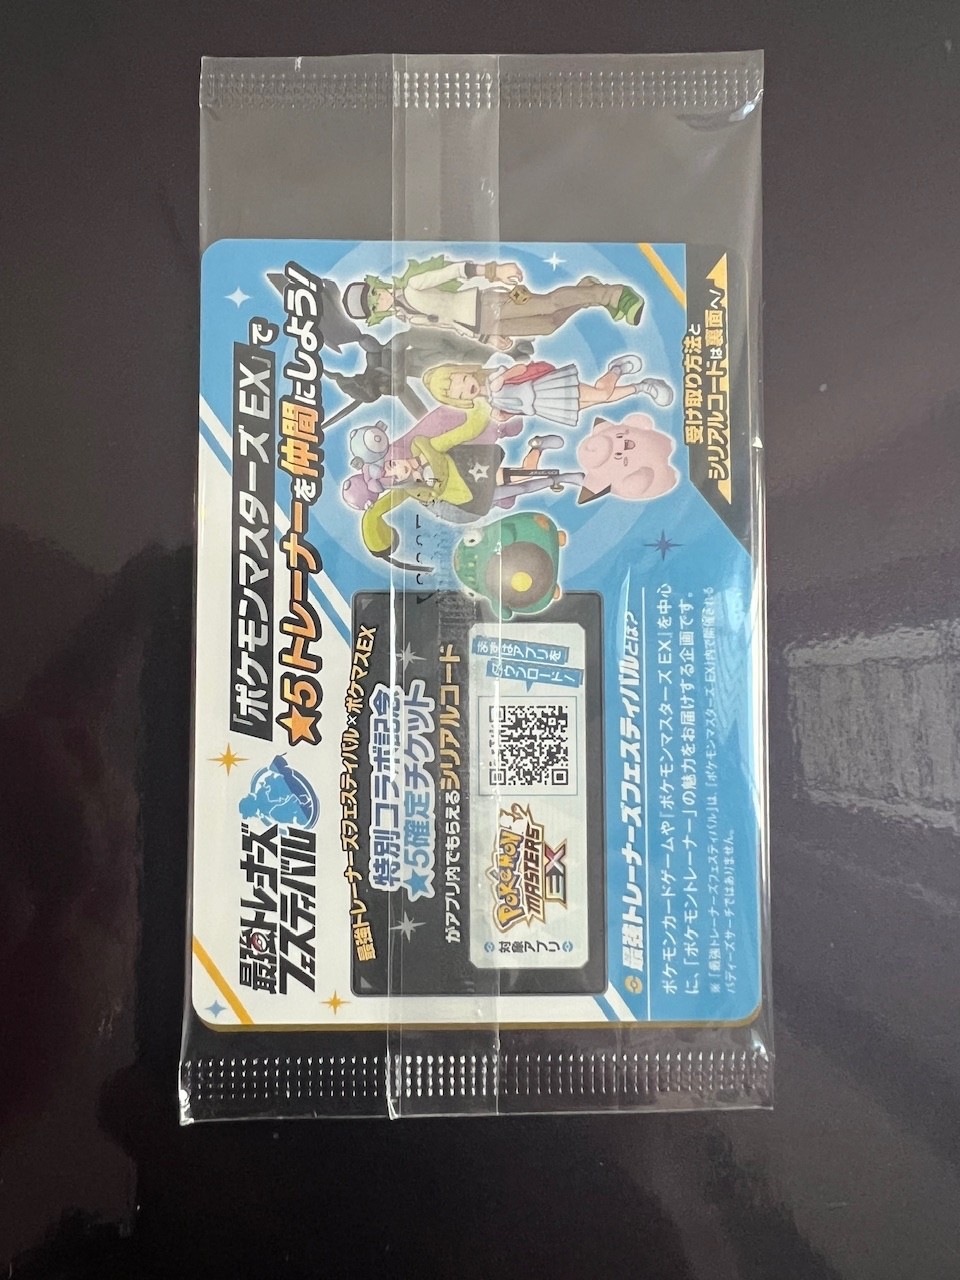 最強トレーナーズ
フェスティバル
「ポケモンマスターズ EX」で
★5トレーナーを仲間にしよう！
最強トレーナーズフェスティバル×ポケマスEX
特別コラボ記念
★5確定チケット
がアプリ内でもらえるシリアルコード
対象アプリ
POKÉMON
MASTERS
EX
まずはアプリを
ダウンロード！
受け取り方法と
シリアルコードは裏面へ！
最強トレーナーズフェスティバルとは？
ポケモンカードゲームや「ポケモンマスターズ EX」を中心
に、「ポケモントレーナー」の魅力をお届けする企画です。
※「最強トレーナーズフェスティバル」は「ポケモンマスターズ EX」内で開催される
バディーズサーチではありません。